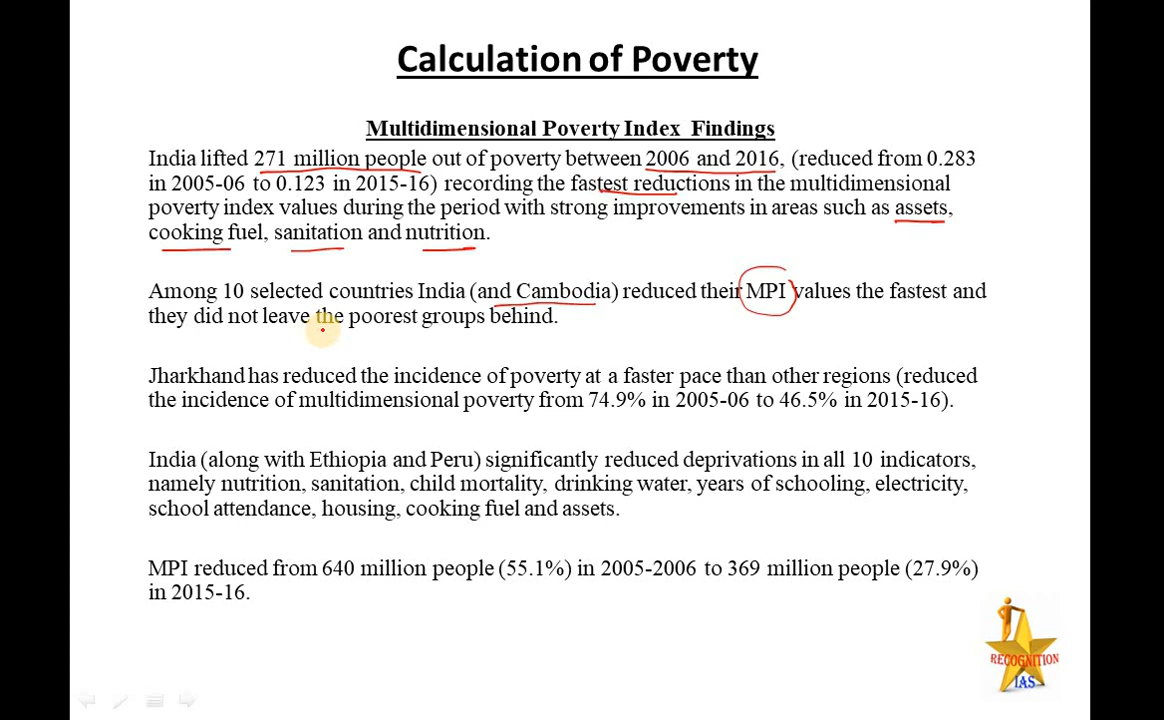 Calculation of Poverty
Multidimensional Poverty Index Findings
India lifted 271 million people out of poverty between 2006 and 2016, (reduced from 0.283
in 2005-06 to 0.123 in 2015-16) recording the fastest reductions in the multidimensional
poverty index values during the period with strong improvements in areas such as assets,
cooking fuel, sanitation and nutrition.
Among 10 selected countries India (and Cambodia) reduced their MPI values the fastest and
they did not leave the poorest groups behind.
Jharkhand has reduced the incidence of poverty at a faster pace than other regions (reduced
the incidence of multidimensional poverty from 74.9% in 2005-06 to 46.5% in 2015-16).
India (along with Ethiopia and Peru) significantly reduced deprivations in all 10 indicators,
namely nutrition, sanitation, child mortality, drinking water, years of schooling, electricity,
school attendance, housing, cooking fuel and assets.
MPI reduced from 640 million people (55.1%) in 2005-2006 to 369 million people (27.9%)
in 2015-16.
RECOGNITION
IAS